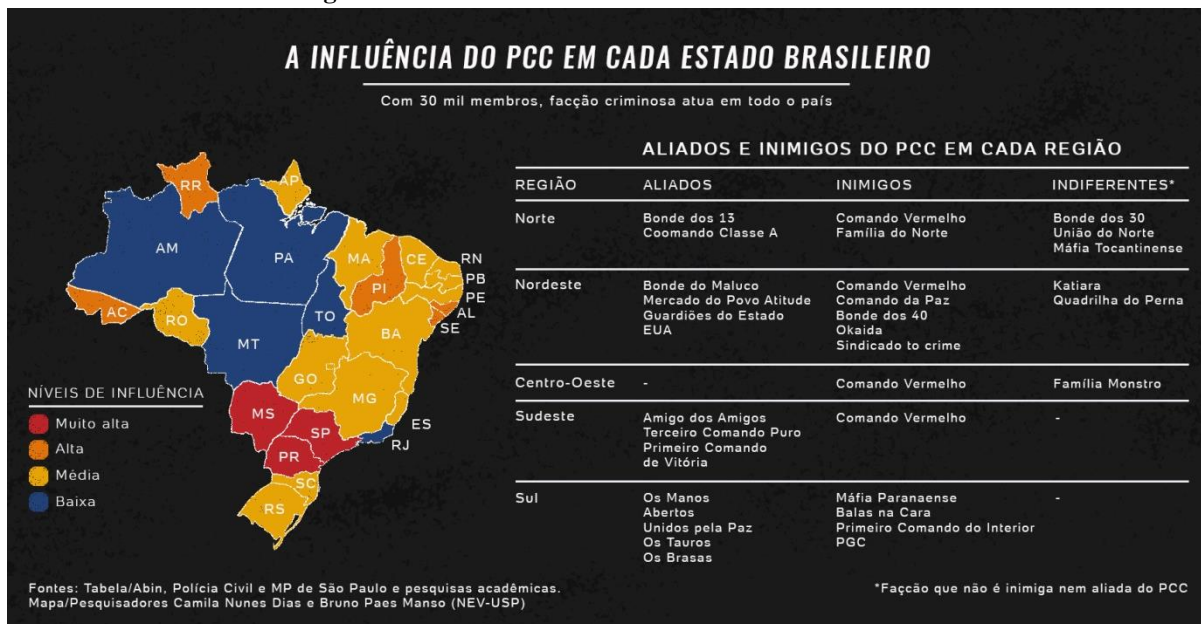 A INFLUÊNCIA DO PCC EM CADA ESTADO BRASILEIRO
Com 30 mil membros, facção criminosa atua em todo o país
RR
AP
AM
PA
MA
CE
RN
PB
PE
AL
SE
PI
AC
RO
TO
BA
MT
GO
MG
ES
RJ
MS
SP
PR
SC
RS
NÍVEIS DE INFLUÊNCIA
Muito alta
Alta
Média
Baixa
ALIADOS E INIMIGOS DO PCC EM CADA REGIÃO
REGIÃO ALIADOS INIMIGOS INDIFERENTES*
Norte Bonde dos 13 Comando Vermelho Bonde dos 30
Coomando Classe A Família do Norte União do Norte
Máfia Tocantinense
Nordeste Bonde do Maluco Comando Vermelho Katiara
Mercado do Povo Atitude Comando da Paz Quadrilha do Perna
Guardiões do Estado Bonde dos 40
EUA Okaida
Sindicado to crime
Centro-Oeste - Comando Vermelho Família Monstro
Sudeste Amigo dos Amigos Comando Vermelho -
Terceiro Comando Puro
Primeiro Comando
de Vitória
Sul Os Manos Máfia Paranaense -
Abertos Balas na Cara
Unidos pela Paz Primeiro Comando do Interior
Os Tauros PGC
Os Brasas
Fontes: Tabela/Abin, Polícia Civil e MP de São Paulo e pesquisas acadêmicas.
Mapa/Pesquisadores Camila Nunes Dias e Bruno Paes Manso (NEV-USP)
*Facção que não é inimiga nem aliada do PCC